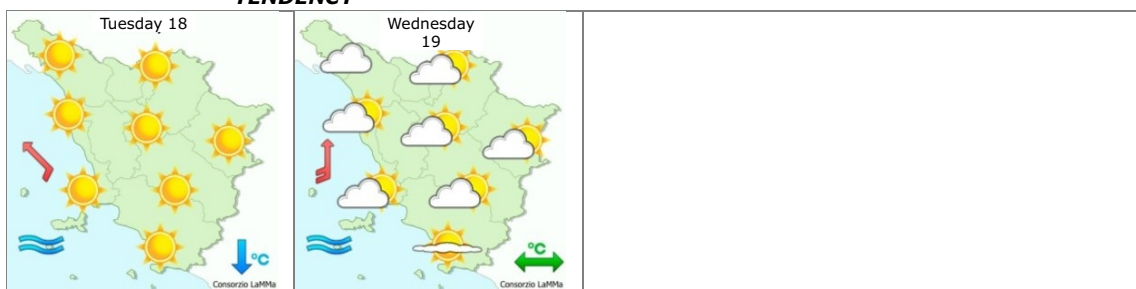 TENDENCY
Tuesday 18
Wednesday
19
°C
°C
Consorzio LaMMa
Consorzio LaMMa